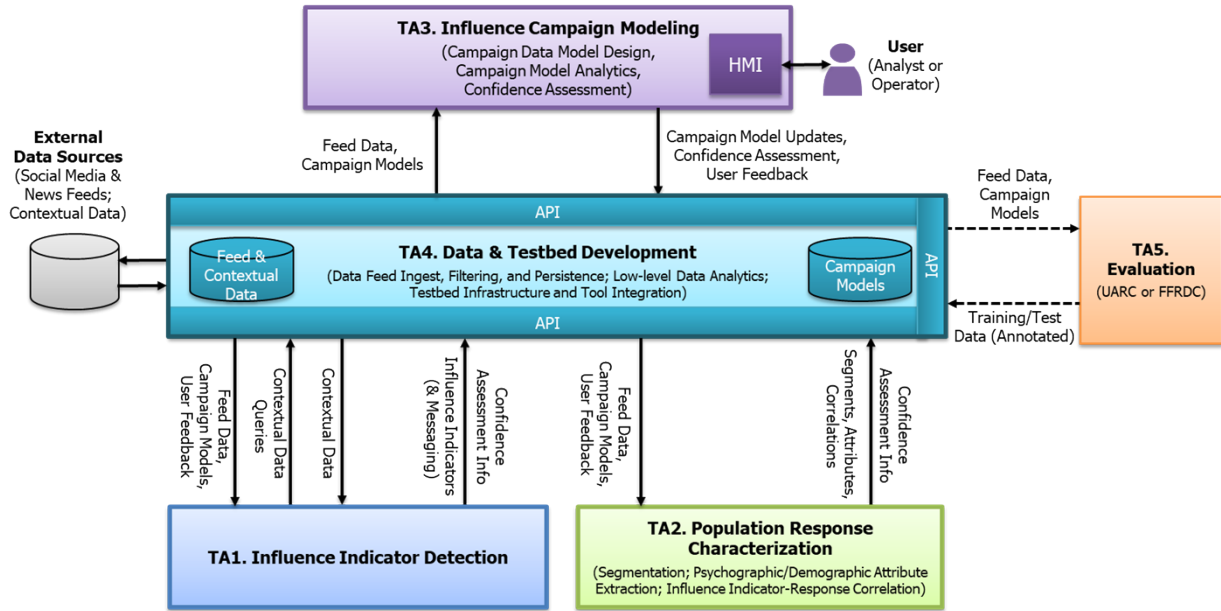 TA3. Influence Campaign Modeling
(Campaign Data Model Design,
Campaign Model Analytics,
Confidence Assessment)
HMI
User
(Analyst or
Operator)
External
Data Sources
(Social Media &
News Feeds;
Contextual Data)
Feed Data,
Campaign Models
Campaign Model Updates,
Confidence Assessment,
User Feedback
API
Feed &
Contextual
Data
TA4. Data & Testbed Development
(Data Feed Ingest, Filtering, and Persistence; Low-level Data Analytics;
Testbed Infrastructure and Tool Integration)
Campaign
Models
API
API
Feed Data,
Campaign
Models
Training/Test
Data (Annotated)
TA5.
Evaluation
(UARC or FFRDC)
Feed Data,
Campaign Models,
User Feedback
Contextual Data
Queries
Contextual Data
Confidence
Assessment Info
Influence Indicators
(& Messaging)
Feed Data,
Campaign Models,
User Feedback
Confidence
Assessment Info
Segments, Attributes,
Correlations
TA1. Influence Indicator Detection
TA2. Population Response
Characterization
(Segmentation; Psychographic/Demographic Attribute
Extraction; Influence Indicator-Response Correlation)